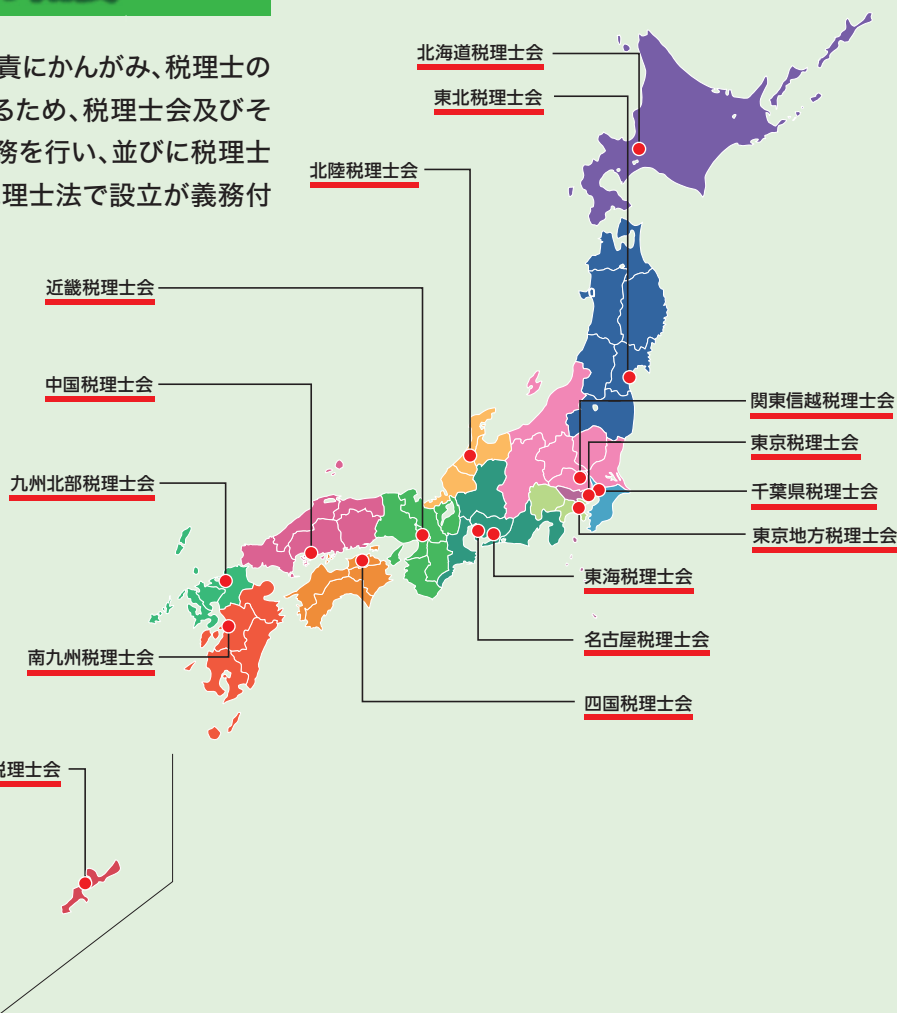 責にかんがみ、税理士の
るため、税理士会及びそ
務を行い、並びに税理士
理士法で設立が義務付
北海道税理士会
東北税理士会
北陸税理士会
近畿税理士会
中国税理士会
九州北部税理士会
南九州税理士会
税理士会
関東信越税理士会
東京税理士会
千葉県税理士会
東京地方税理士会
東海税理士会
名古屋税理士会
四国税理士会